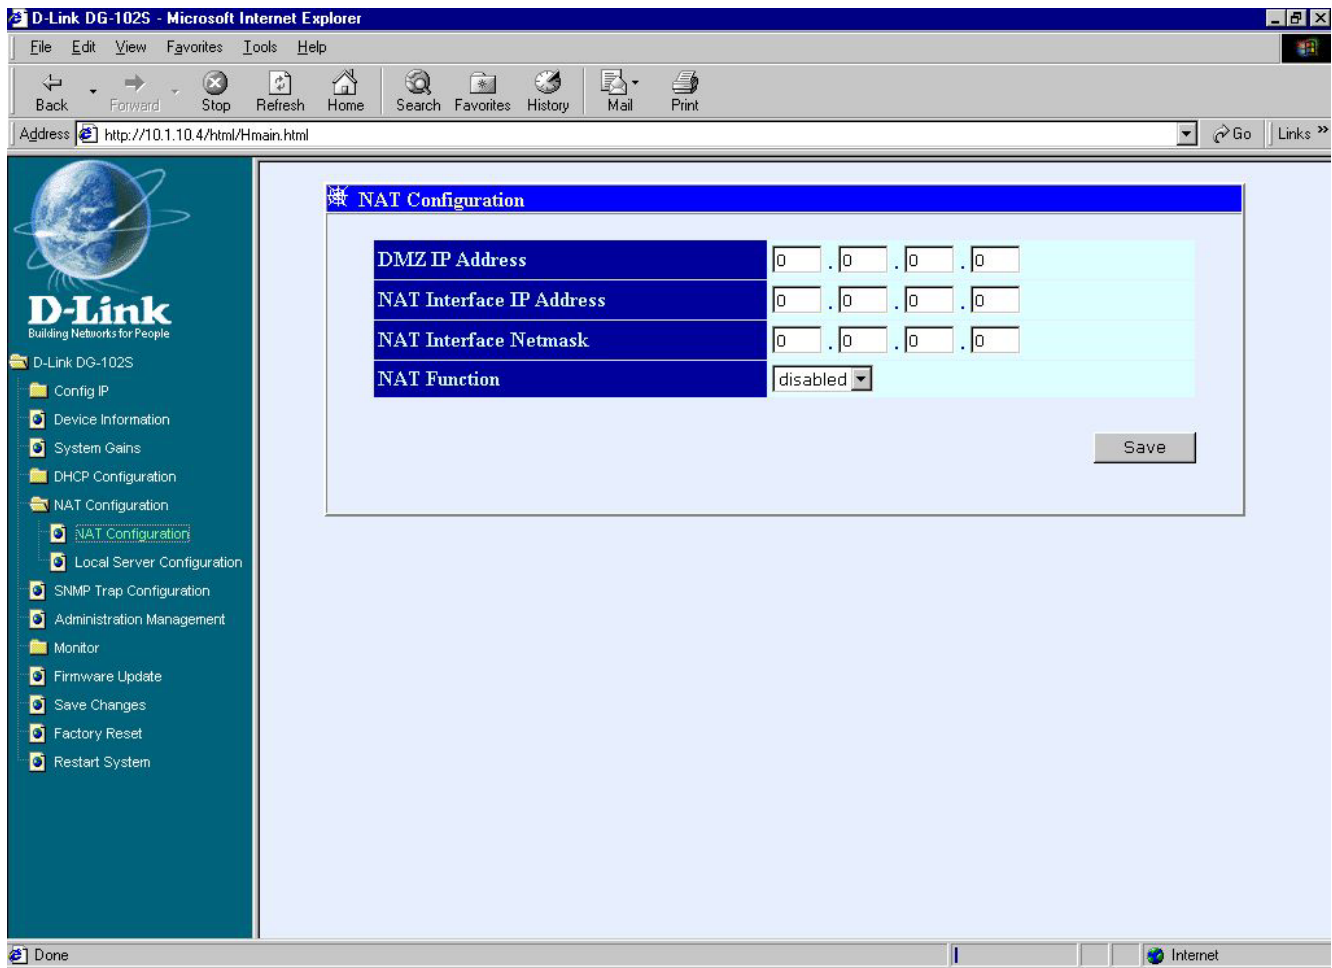 D-Link DG-102S - Microsoft Internet Explorer
File Edit View Favorites Tools Help
Back Forward Stop Refresh Home Search Favorites History Mail Print
Address http://10.1.10.4/html/Hmain.html Go Links »
D-Link
Building Networks for People
D-Link DG-102S
Config IP
Device Information
System Gains
DHCP Configuration
NAT Configuration
NAT Configuration
Local Server Configuration
SNMP Trap Configuration
Administration Management
Monitor
Firmware Update
Save Changes
Factory Reset
Restart System
NAT Configuration
DMZ IP Address 0 . 0 . 0 . 0
NAT Interface IP Address 0 . 0 . 0 . 0
NAT Interface Netmask 0 . 0 . 0 . 0
NAT Function disabled
Save
Done Internet